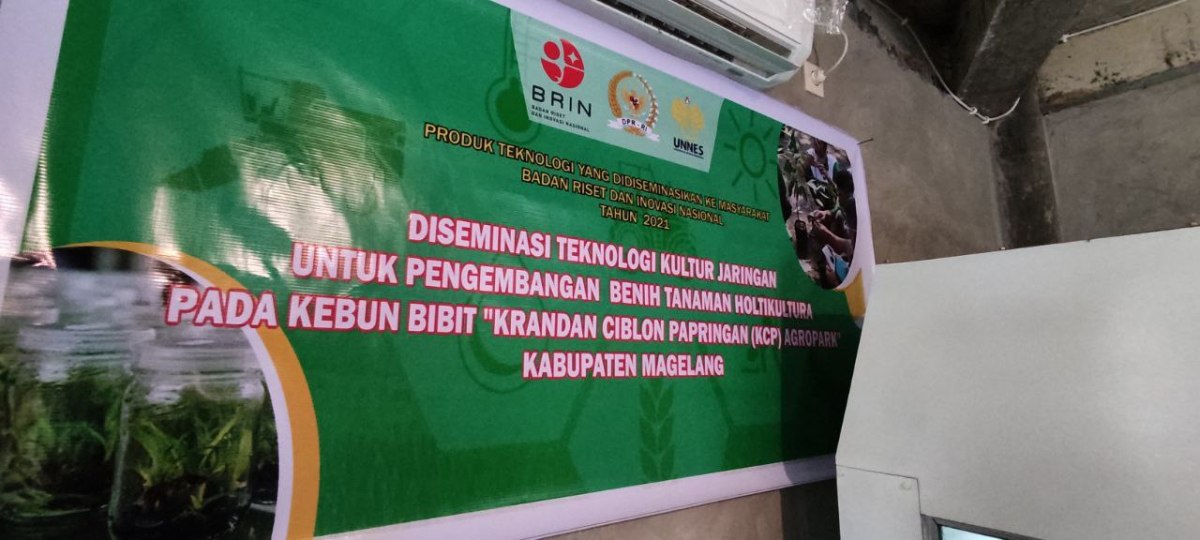 BRIN
BADAN RISET
DAN INOVASI NASIONAL
DPR-RI
UNNES
PRODUK TEKNOLOGI YANG DIDISEMINASIKAN KE MASYARAKAT
BADAN RISET DAN INOVASI NASIONAL
TAHUN 2021
DISEMINASI TEKNOLOGI KULTUR JARINGAN
UNTUK PENGEMBANGAN BENIH TANAMAN HOLTIKULTURA
PADA KEBUN BIBIT "KRANDAN CIBLON PAPRINGAN (KCP) AGROPARK"
KABUPATEN MAGELANG